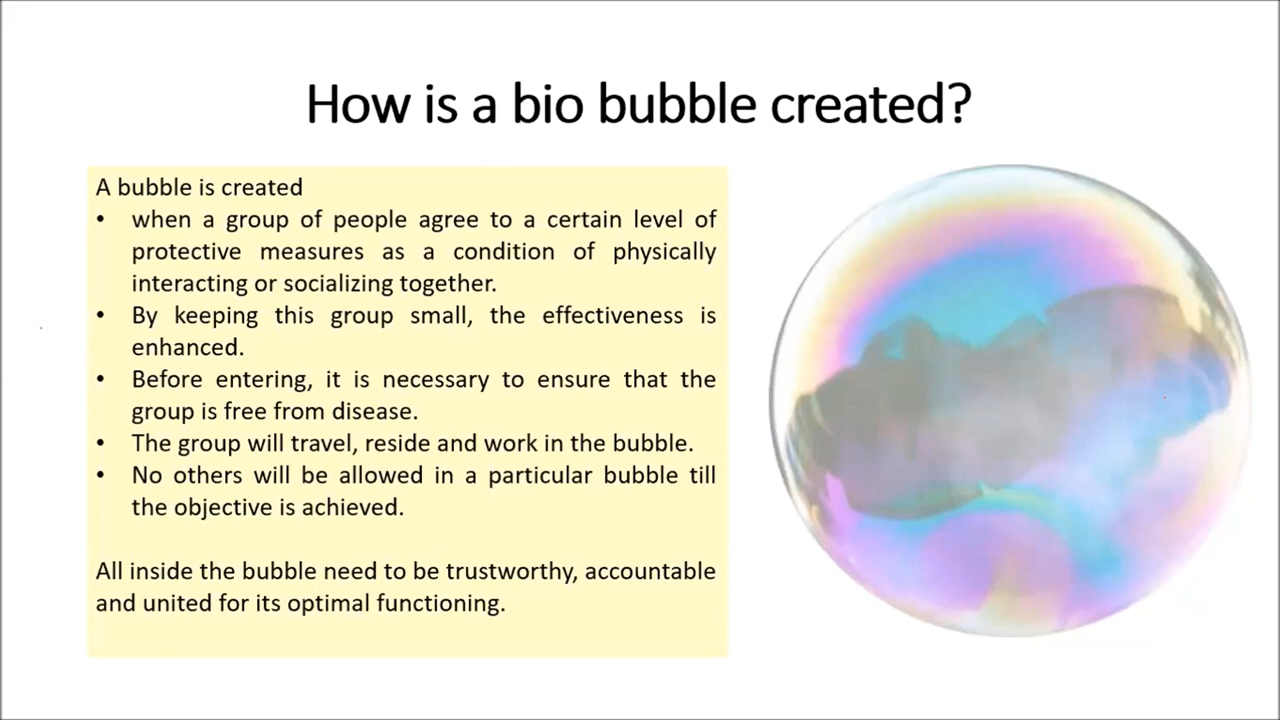 How is a bio bubble created?
A bubble is created
• when a group of people agree to a certain level of
protective measures as a condition of physically
interacting or socializing together.
• By keeping this group small, the effectiveness is
enhanced.
• Before entering, it is necessary to ensure that the
group is free from disease.
• The group will travel, reside and work in the bubble.
• No others will be allowed in a particular bubble till
the objective is achieved.
All inside the bubble need to be trustworthy, accountable
and united for its optimal functioning.